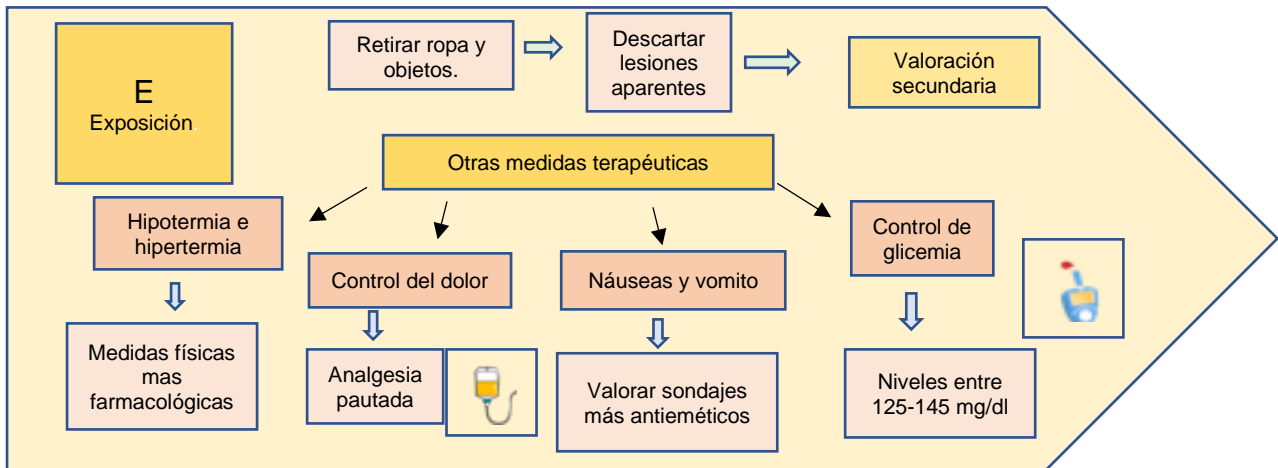 E
Exposición.
Retirar ropa y
objetos.
Descartar
lesiones
aparentes
Valoración
secundaria
Otras medidas terapéuticas
Hipotermia e
hipertermia
Control del dolor
Náuseas y vomito
Control de
glicemia
Medidas físicas
mas
farmacológicas
Analgesia
pautada
Valorar sondajes
más antieméticos
Niveles entre
125-145 mg/dl